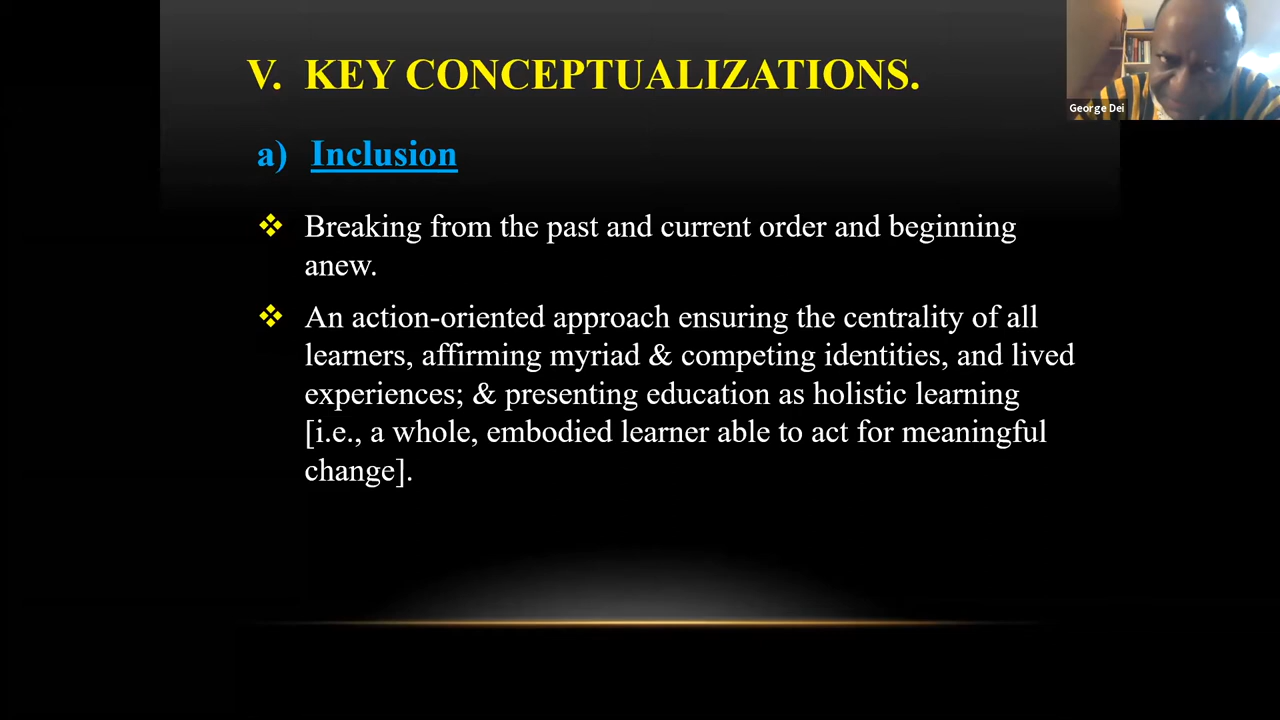 V. KEY CONCEPTUALIZATIONS.
George Dei
a) Inclusion
Breaking from the past and current order and beginning
anew.
An action-oriented approach ensuring the centrality of all
learners, affirming myriad & competing identities, and lived
experiences; & presenting education as holistic learning
[i.e., a whole, embodied learner able to act for meaningful
change].